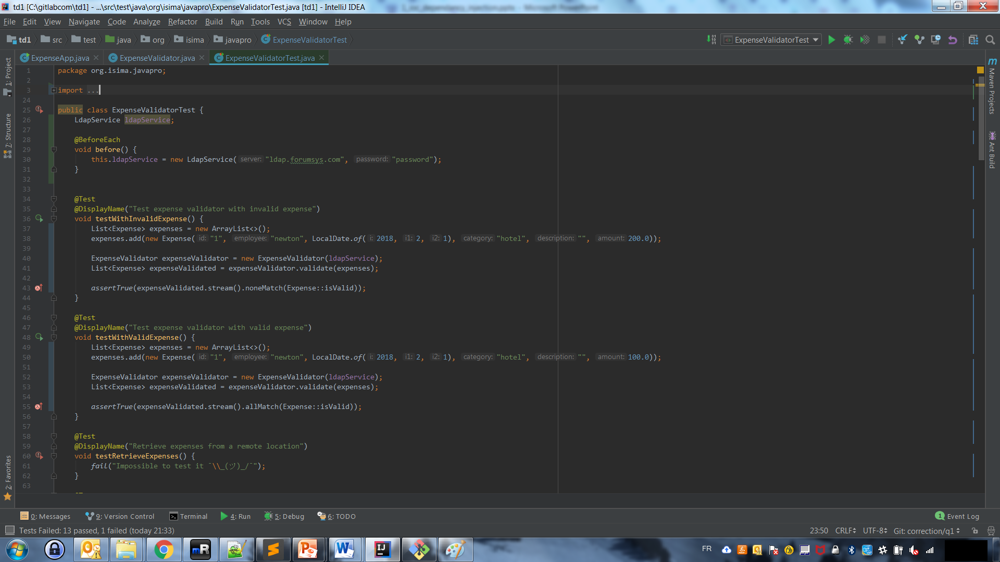 td1 [C:\gitlabcom\td1] - ...\src\test\java\org\isima\javapro\ExpenseValidatorTest.java [td1] - IntelliJ IDEA
File Edit View Navigate Code Analyze Refactor Build Run Tools VCS Window Help
td1 src test java org isima javapro ExpenseValidatorTest ExpenseValidatorTest
ExpenseApp.java ExpenseValidator.java ExpenseValidatorTest.java
1: Project
7: Structure
2: Favorites
1 package org.isima.javapro;
2
3 import ...
24
25 public class ExpenseValidatorTest {
26 LdapService ldapService;
27
28 @BeforeEach
29 void before() {
30 this.ldapService = new LdapService( server: "ldap.forumsys.com", password: "password");
31 }
32
33
34 @Test
35 @DisplayName("Test expense validator with invalid expense")
36 void testWithInvalidExpense() {
37 List<Expense> expenses = new ArrayList<>();
38 expenses.add(new Expense( id: "1", employee: "newton", LocalDate.of( i: 2018, i1: 2, i2: 1), category: "hotel", description: "", amount: 200.0));
39
40 ExpenseValidator expenseValidator = new ExpenseValidator(ldapService);
41 List<Expense> expenseValidated = expenseValidator.validate(expenses);
42
43 assertTrue(expenseValidated.stream().noneMatch(Expense::isValid));
44 }
45
46 @Test
47 @DisplayName("Test expense validator with valid expense")
48 void testWithValidExpense() {
49 List<Expense> expenses = new ArrayList<>();
50 expenses.add(new Expense( id: "1", employee: "newton", LocalDate.of( i: 2018, i1: 2, i2: 1), category: "hotel", description: "", amount: 100.0));
51
52 ExpenseValidator expenseValidator = new ExpenseValidator(ldapService);
53 List<Expense> expenseValidated = expenseValidator.validate(expenses);
54
55 assertTrue(expenseValidated.stream().allMatch(Expense::isValid));
56 }
57
58 @Test
59 @DisplayName("Retrieve expenses from a remote location")
60 void testRetrieveExpenses() {
61 fail("Impossible to test it ¯\\_(ツ)_/¯");
62 }
63
Maven Projects
Ant Build
0: Messages 9: Version Control Terminal 4: Run 5: Debug 6: TODO 1 Event Log
Tests Failed: 13 passed, 1 failed (today 21:33) 23:50 CRLF UTF-8 Git: correction/q1
FR